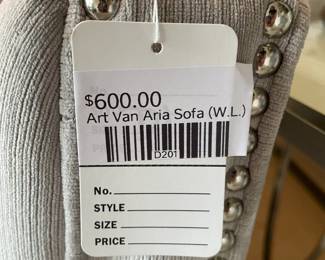 $600.00
Art Van Aria Sofa (W.L.)
D201
No.
STYLE
SIZE
PRICE